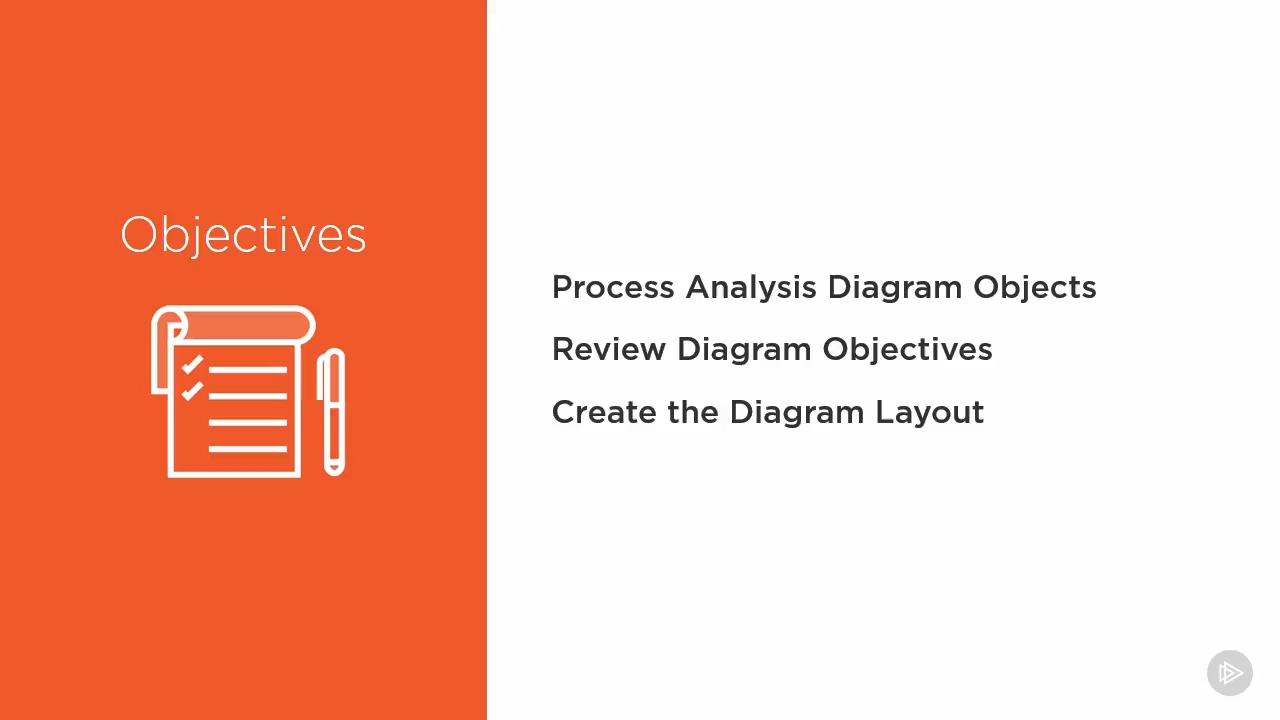 Objectives
Process Analysis Diagram Objects
Review Diagram Objectives
Create the Diagram Layout